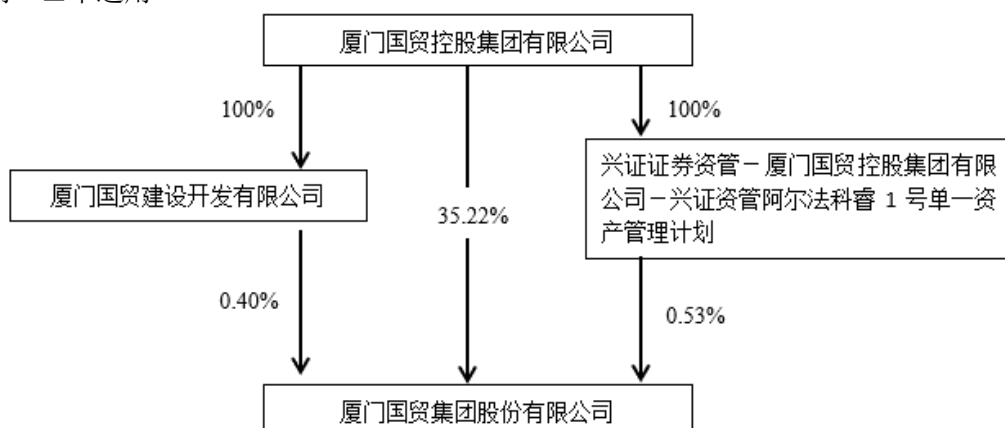 厦门国贸控股集团有限公司
100%
100%
厦门国贸建设开发有限公司
35.22%
兴证证券资管－厦门国贸控股集团有限
公司－兴证资管阿尔法科睿 1 号单一资
产管理计划
0.40%
0.53%
厦门国贸集团股份有限公司